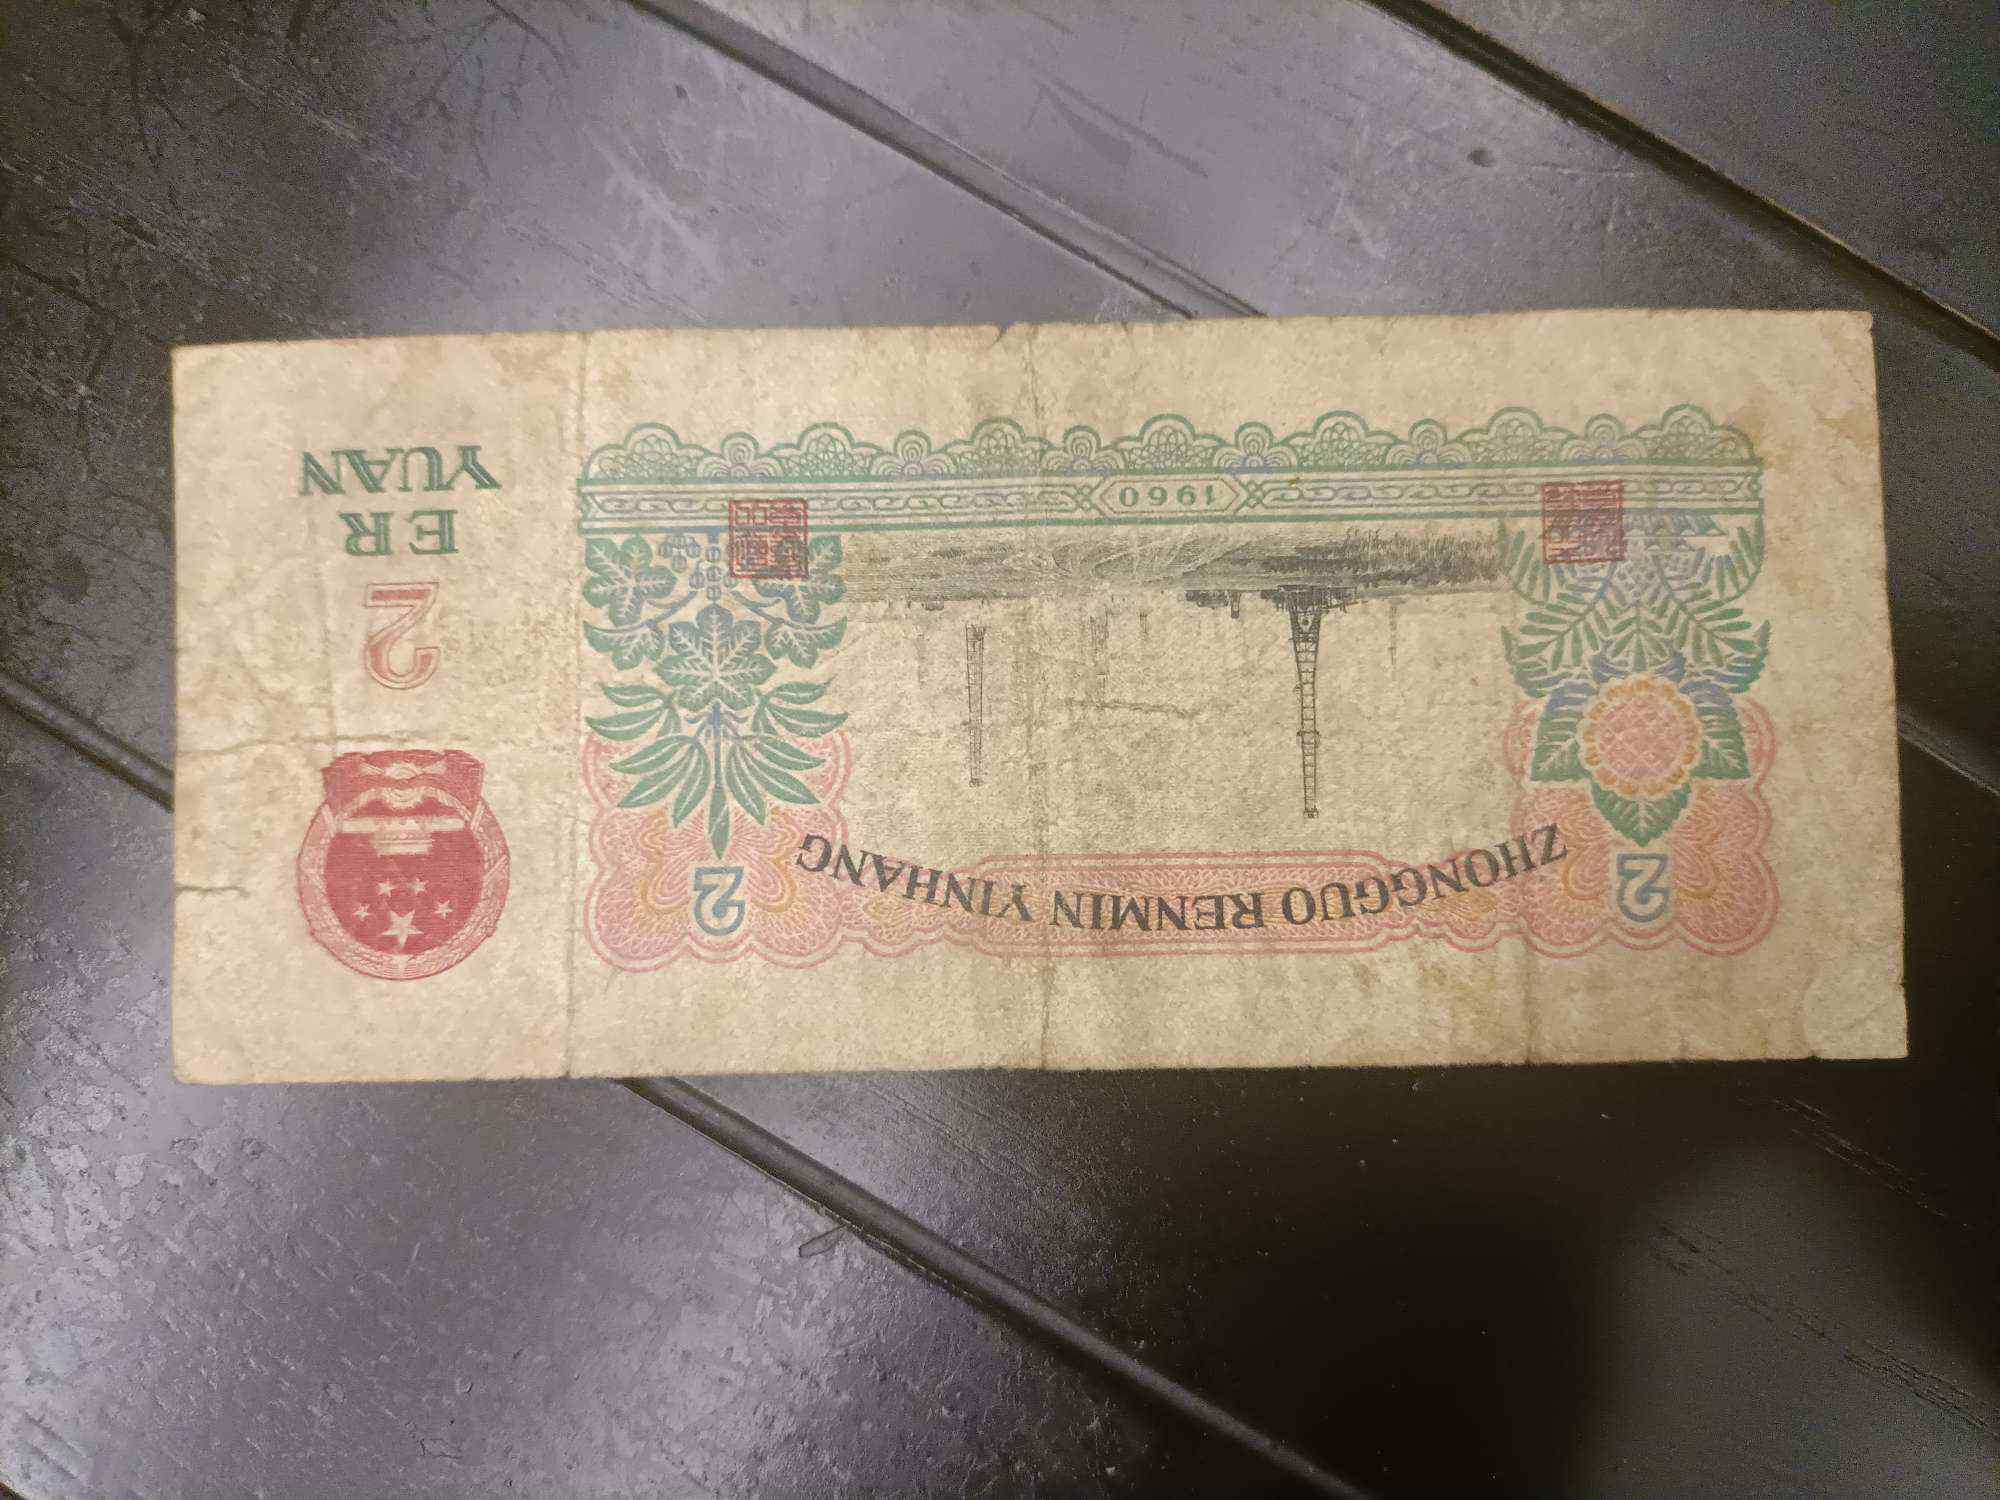 ZHONGGUO RENMIN YINHANG
2
2
1960
2
ER
YUAN